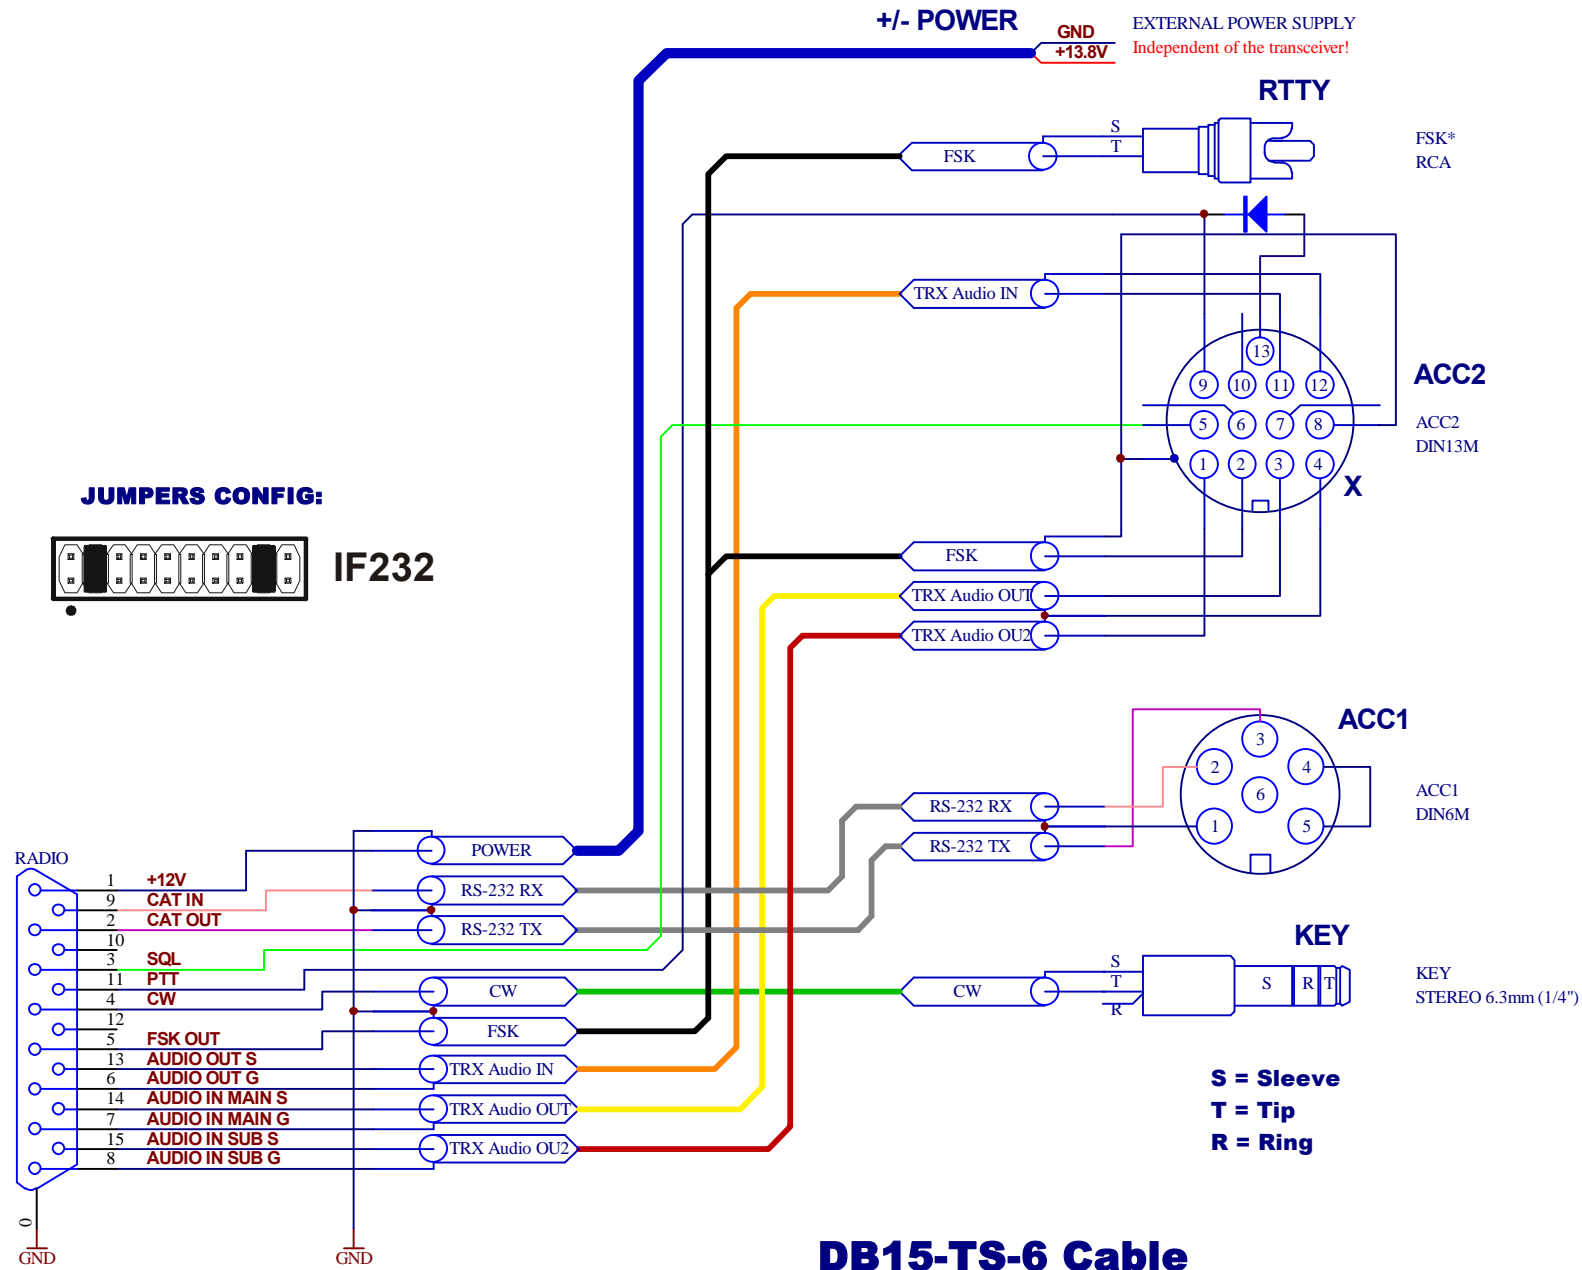 +/- POWER
GND
+13.8V
EXTERNAL POWER SUPPLY
Independent of the transceiver!
RTTY
S
T
FSK
FSK*
RCA
TRX Audio IN
13
9 10 11 12
5 6 7 8
1 2 3 4
X
ACC2
ACC2
DIN13M
JUMPERS CONFIG:
IF232
FSK
TRX Audio OUT
TRX Audio OU2
ACC1
3
2 4
6
1 5
ACC1
DIN6M
RS-232 RX
RS-232 TX
POWER
RS-232 RX
RS-232 TX
RADIO
1 +12V
9 CAT IN
2 CAT OUT
10
3 SQL
11 PTT
4 CW
12
5 FSK OUT
13 AUDIO OUT S
6 AUDIO OUT G
14 AUDIO IN MAIN S
7 AUDIO IN MAIN G
15 AUDIO IN SUB S
8 AUDIO IN SUB G
0
GND
GND
CW
FSK
TRX Audio IN
TRX Audio OUT
TRX Audio OU2
KEY
CW
S
T
R
S R T
KEY
STEREO 6.3mm (1/4")
S = Sleeve
T = Tip
R = Ring
DB15-TS-6 Cable